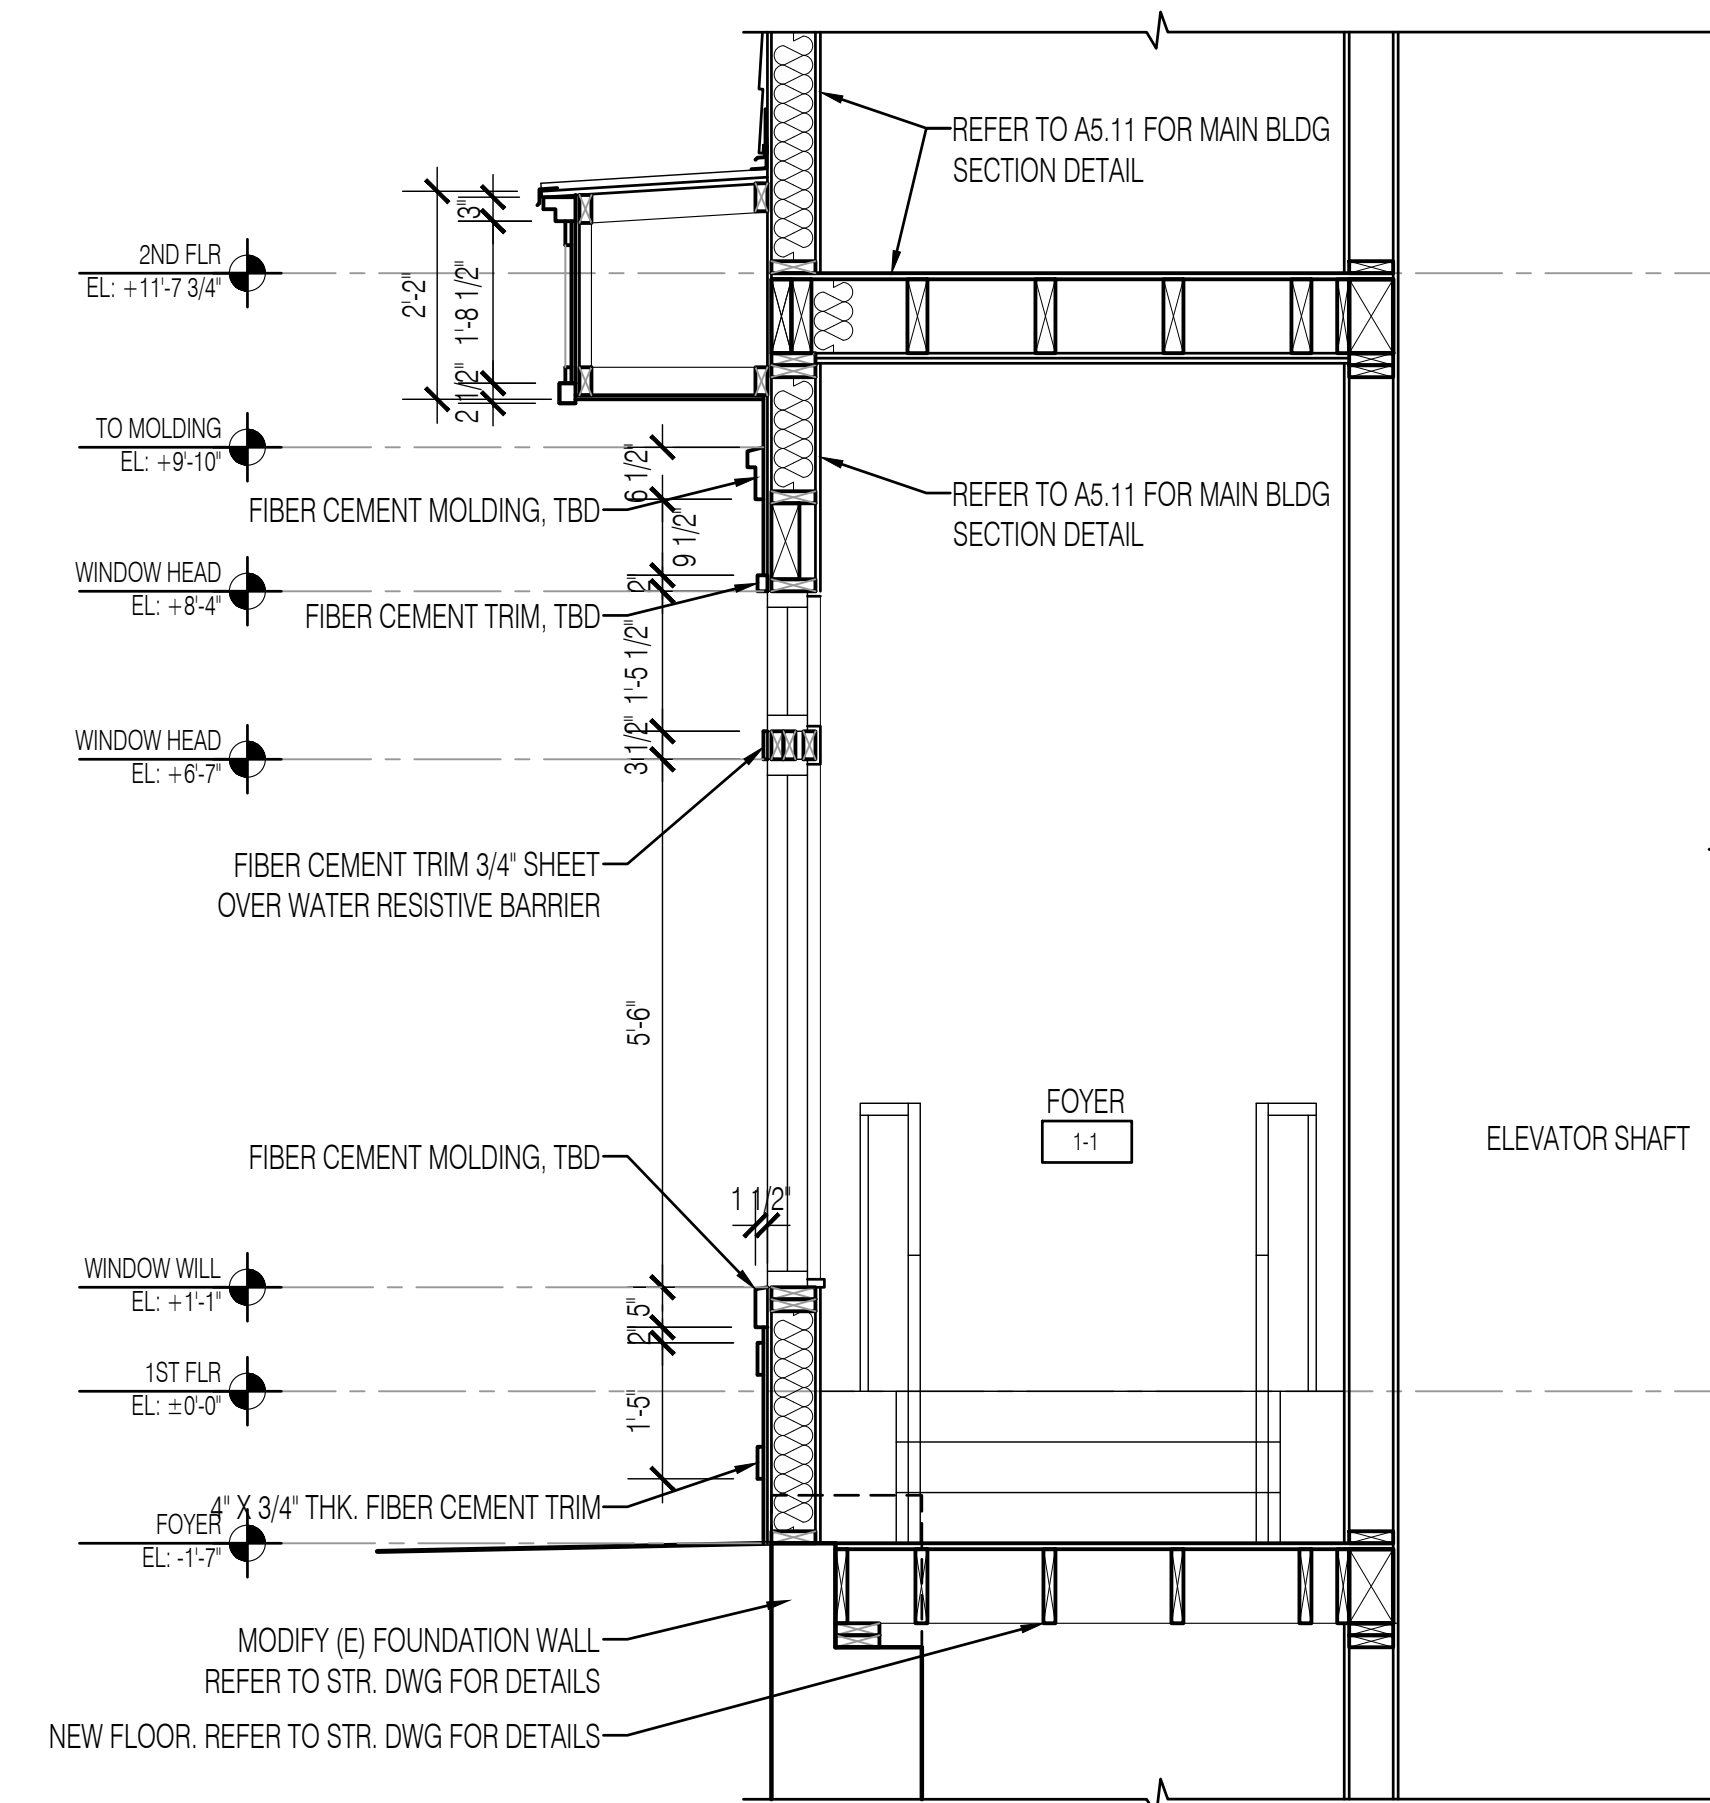 REFER TO A5.11 FOR MAIN BLDG
SECTION DETAIL
3"
2'-2"
1'-8 1/2"
2 1/2"
2ND FLR
EL: +11'-7 3/4"
TO MOLDING
EL: +9'-10"
6 1/2"
FIBER CEMENT MOLDING, TBD
REFER TO A5.11 FOR MAIN BLDG
SECTION DETAIL
9 1/2"
WINDOW HEAD
EL: +8'-4"
2"
FIBER CEMENT TRIM, TBD
1'-5 1/2"
WINDOW HEAD
EL: +6'-7"
3 1/2"
FIBER CEMENT TRIM 3/4" SHEET
OVER WATER RESISTIVE BARRIER
5'-6"
FOYER
1-1
ELEVATOR SHAFT
FIBER CEMENT MOLDING, TBD
1 1/2"
WINDOW WILL
EL: +1'-1"
5"
2"
1ST FLR
EL: ±0'-0"
1'-5"
4" X 3/4" THK. FIBER CEMENT TRIM
FOYER
EL: -1'-7"
MODIFY (E) FOUNDATION WALL
REFER TO STR. DWG FOR DETAILS
NEW FLOOR. REFER TO STR. DWG FOR DETAILS